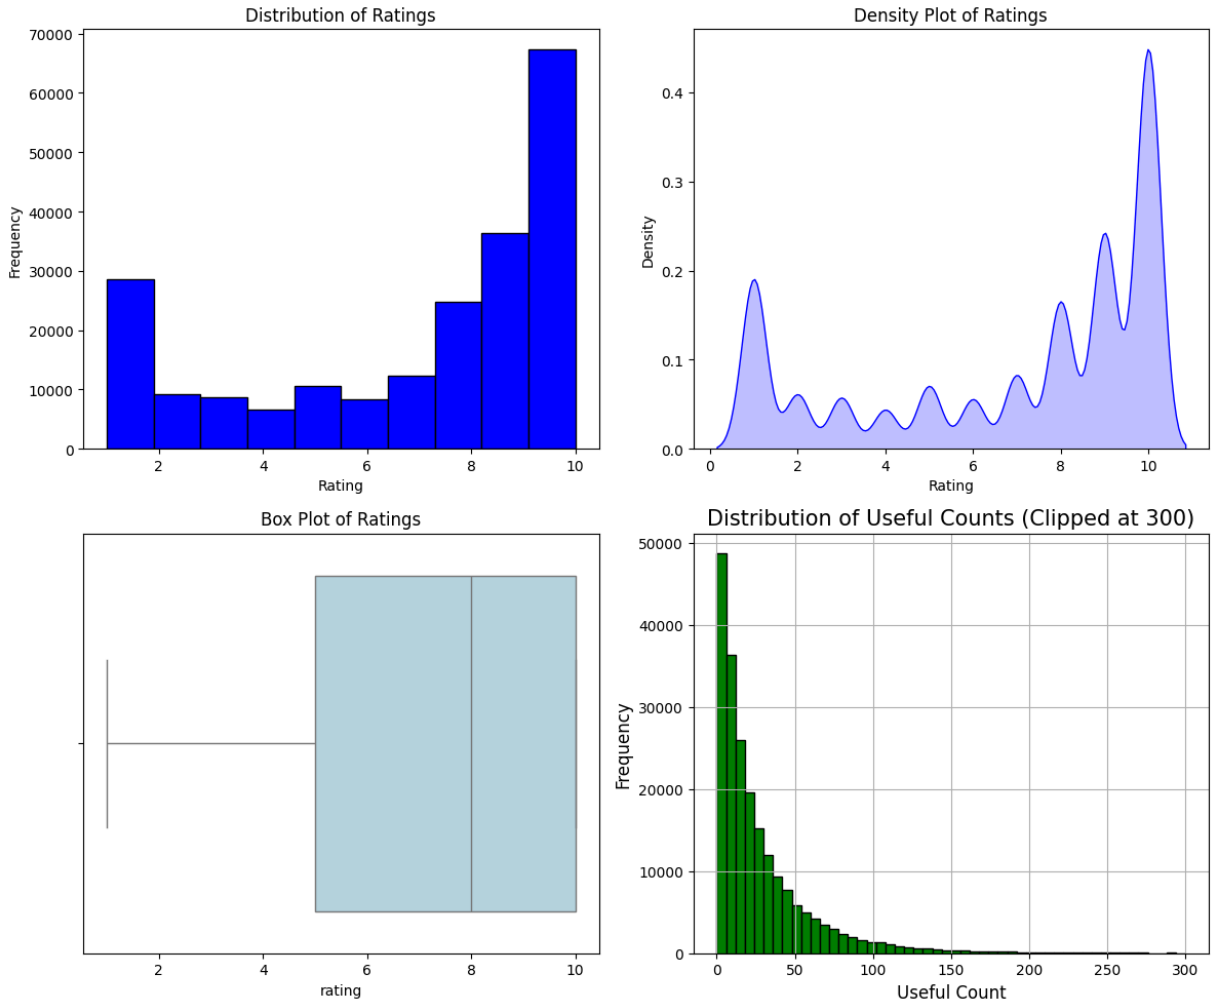 Distribution of Ratings
70000
60000
50000
40000
30000
20000
10000
0
Frequency
2 4 6 8 10
Rating
Density Plot of Ratings
0.4
0.3
0.2
0.1
0.0
Density
0 2 4 6 8 10
Rating
Box Plot of Ratings
2 4 6 8 10
rating
Distribution of Useful Counts (Clipped at 300)
50000
40000
30000
20000
10000
0
Frequency
0 50 100 150 200 250 300
Useful Count